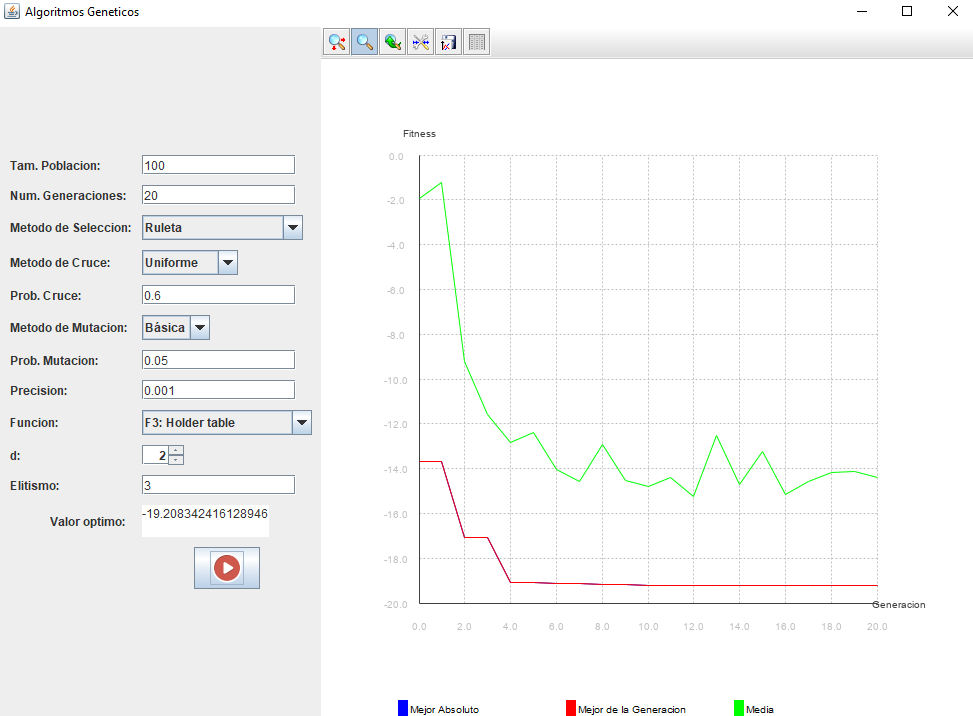 Algoritmos Geneticos
Tam. Poblacion: 100
Num. Generaciones: 20
Metodo de Seleccion: Ruleta
Metodo de Cruce: Uniforme
Prob. Cruce: 0.6
Metodo de Mutacion: Básica
Prob. Mutacion: 0.05
Precision: 0.001
Funcion: F3: Holder table
d: 2
Elitismo: 3
Valor optimo: -19.208342416128946
Fitness
0.0
-2.0
-4.0
-6.0
-8.0
-10.0
-12.0
-14.0
-16.0
-18.0
-20.0
Generacion
0.0 2.0 4.0 6.0 8.0 10.0 12.0 14.0 16.0 18.0 20.0
Mejor Absoluto Mejor de la Generacion Media